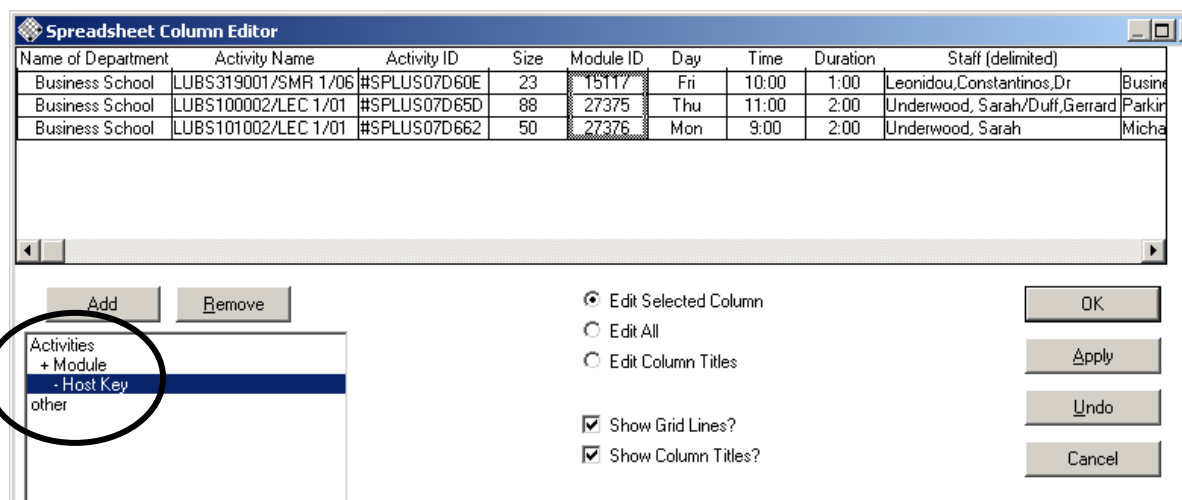 Spreadsheet Column Editor
Name of Department Activity Name Activity ID Size Module ID Day Time Duration Staff (delimited)
Business School LUBS319001/SMR 1/06 #SPLUS07D60E 23 15117 Fri 10:00 1:00 Leonidou,Constantinos,Dr Busine
Business School LUBS100002/LEC 1/01 #SPLUS07D65D 88 27375 Thu 11:00 2:00 Underwood, Sarah/Duff,Gerrard Parkin
Business School LUBS101002/LEC 1/01 #SPLUS07D662 50 27376 Mon 9:00 2:00 Underwood, Sarah Micha
Add Remove
Activities
+ Module
- Host Key
other
Edit Selected Column
Edit All
Edit Column Titles
Show Grid Lines?
Show Column Titles?
OK
Apply
Undo
Cancel